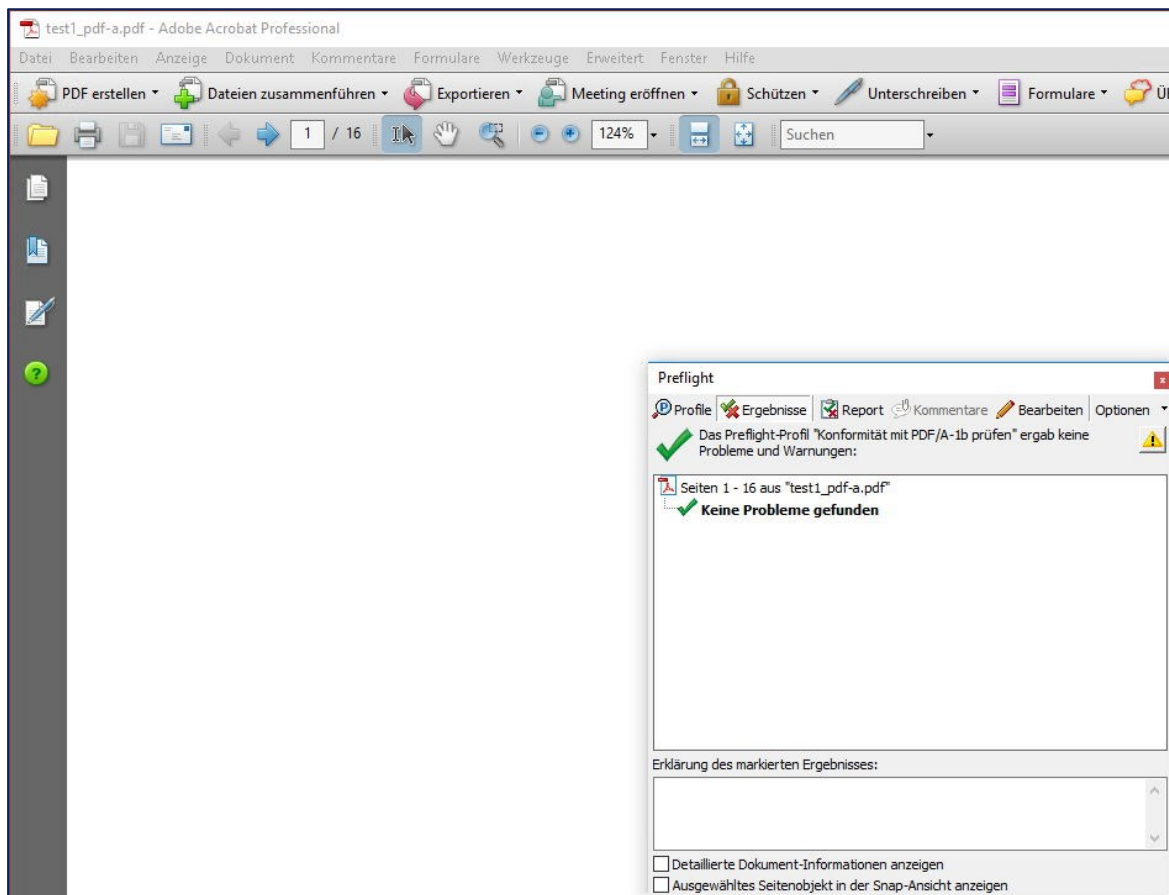 test1_pdf-a.pdf - Adobe Acrobat Professional
Datei Bearbeiten Anzeige Dokument Kommentare Formulare Werkzeuge Erweitert Fenster Hilfe
PDF erstellen Dateien zusammenführen Exportieren Meeting eröffnen Schützen Unterschreiben Formulare
1 / 16 124% Suchen
Preflight
Profile Ergebnisse Report Kommentare Bearbeiten Optionen
Das Preflight-Profil "Konformität mit PDF/A-1b prüfen" ergab keine
Probleme und Warnungen:
Seiten 1 - 16 aus "test1_pdf-a.pdf"
Keine Probleme gefunden
Erklärung des markierten Ergebnisses:
Detaillierte Dokument-Informationen anzeigen
Ausgewähltes Seitenobjekt in der Snap-Ansicht anzeigen